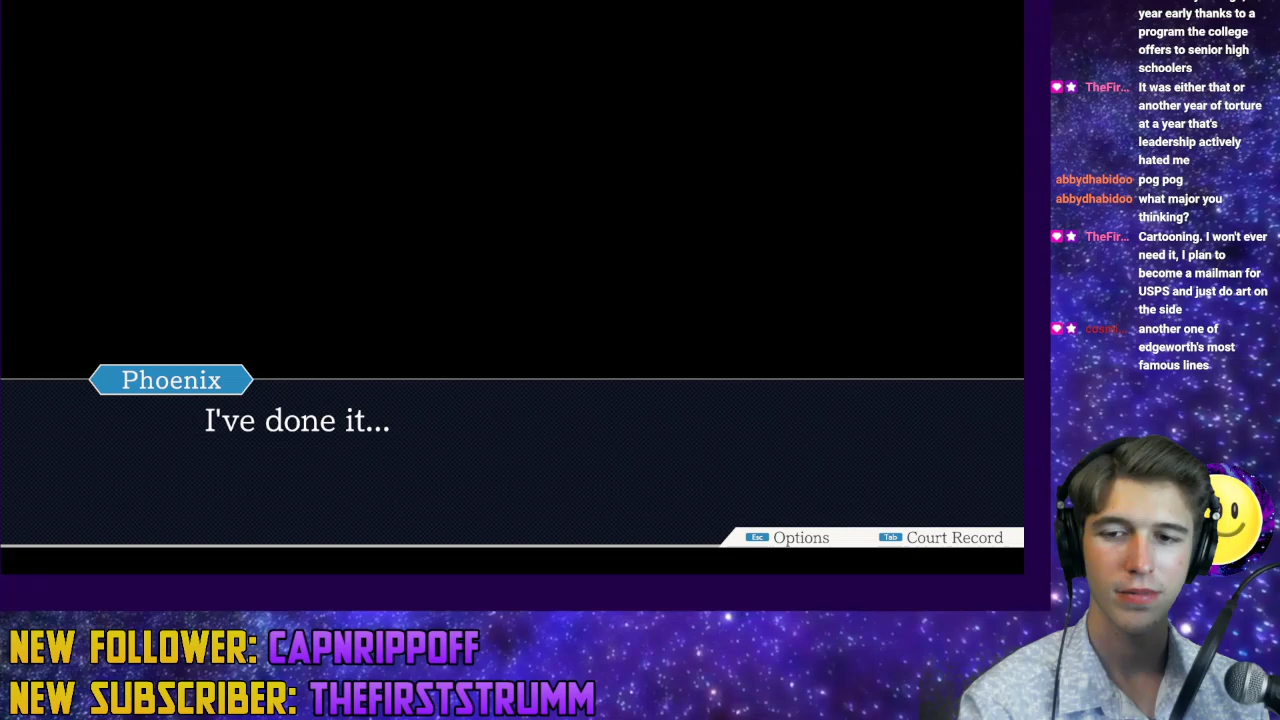 Phoenix
I've done it...
Esc Options Tab Court Record
year early thanks to a
program the college
offers to senior high
schoolers
TheFir... It was either that or
another year of torture
at a year that's
leadership actively
hated me
abbydhabidoo pog pog
abbydhabidoo what major you
thinking?
TheFir... Cartooning. I won't ever
need it, I plan to
become a mailman for
USPS and just do art on
the side
another one of
edgeworth's most
famous lines
NEW FOLLOWER: CAPNRIPPOFF
NEW SUBSCRIBER: THEFIRSTSTRUMM